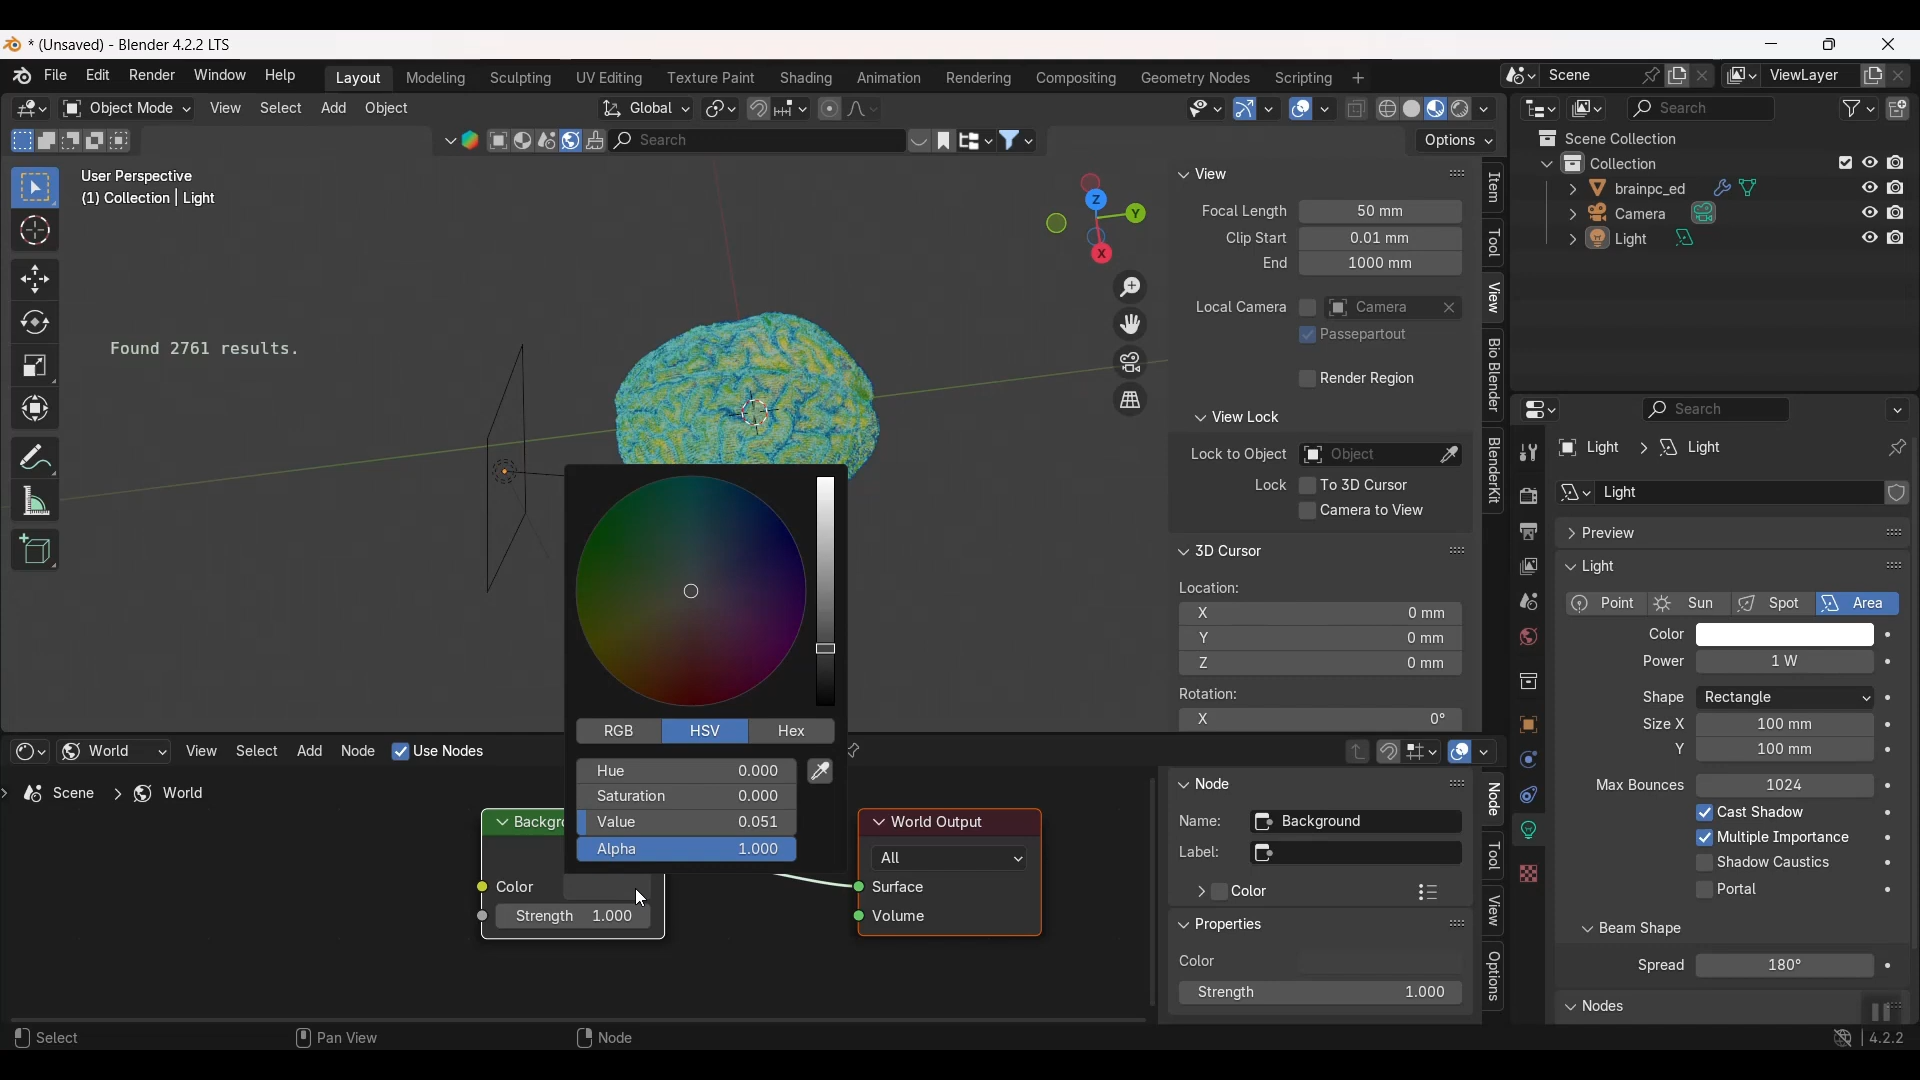 * (Unsaved) - Blender 4.2.2 LTS
File Edit Render Window Help Layout Modeling Sculpting UV Editing Texture Paint Shading Animation Rendering Compositing Geometry Nodes Scripting + Scene ViewLayer
Object Mode View Select Add Object Global Search
Search Options
User Perspective
(1) Collection | Light
Found 2761 results.
Z
Y
X
View
Focal Length 50 mm
Clip Start 0.01 mm
End 1000 mm
Local Camera Camera
Passepartout
Render Region
View Lock
Lock to Object Object
Lock To 3D Cursor
Camera to View
3D Cursor
Location:
X 0 mm
Y 0 mm
Z 0 mm
Rotation:
X 0°
Item
Tool
View
Bio Blender
BlenderKit
Scene Collection
Collection
brainpc_ed
Camera
Light
Search
Light > Light
Light
Preview
Light
Point Sun Spot Area
Color
Power 1 W
Shape Rectangle
Size X 100 mm
Y 100 mm
Max Bounces 1024
Cast Shadow
Multiple Importance
Shadow Caustics
Portal
Beam Shape
Spread 180°
Nodes
RGB HSV Hex
Hue 0.000
Saturation 0.000
Value 0.051
Alpha 1.000
World View Select Add Node Use Nodes
Scene > World
Backgro
Color
Strength 1.000
World Output
All
Surface
Volume
Node
Name: Background
Label:
Color
Properties
Color
Strength 1.000
Node
Tool
View
Options
Select Pan View Node 4.2.2